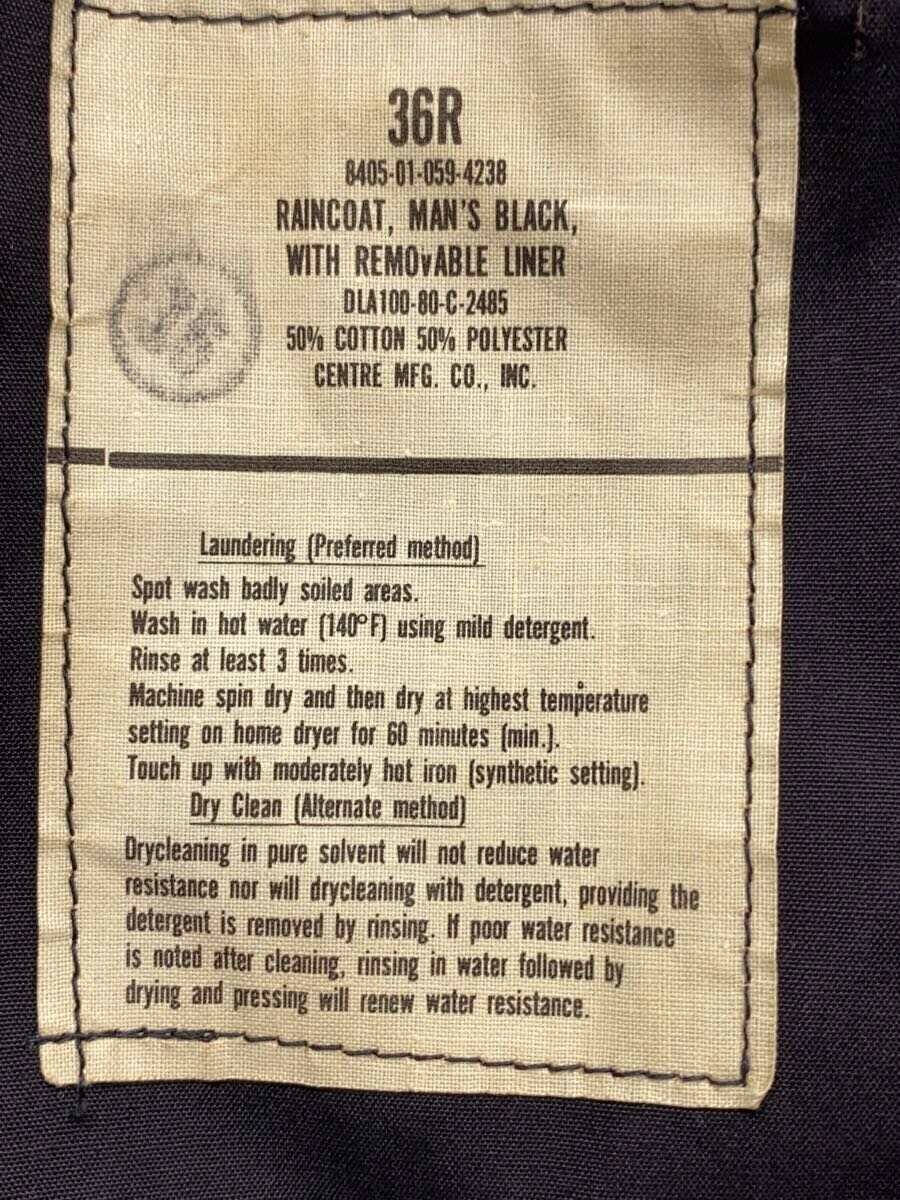 36R
8405-01-059-4238
RAINCOAT, MAN'S BLACK,
WITH REMOvABLE LINER
DLA100-80-C-2485
50% COTTON 50% POLYESTER
CENTRE MFG. CO., INC.
Laundering (Preferred method)
Spot wash badly soiled areas.
Wash in hot water (140°F) using mild detergent.
Rinse at least 3 times.
Machine spin dry and then dry at highest temperature
setting on home dryer for 60 minutes (min.).
Touch up with moderately hot iron (synthetic setting).
Dry Clean (Alternate method)
Drycleaning in pure solvent will not reduce water
resistance nor will drycleaning with detergent, providing the
detergent is removed by rinsing. If poor water resistance
is noted after cleaning, rinsing in water followed by
drying and pressing will renew water resistance.